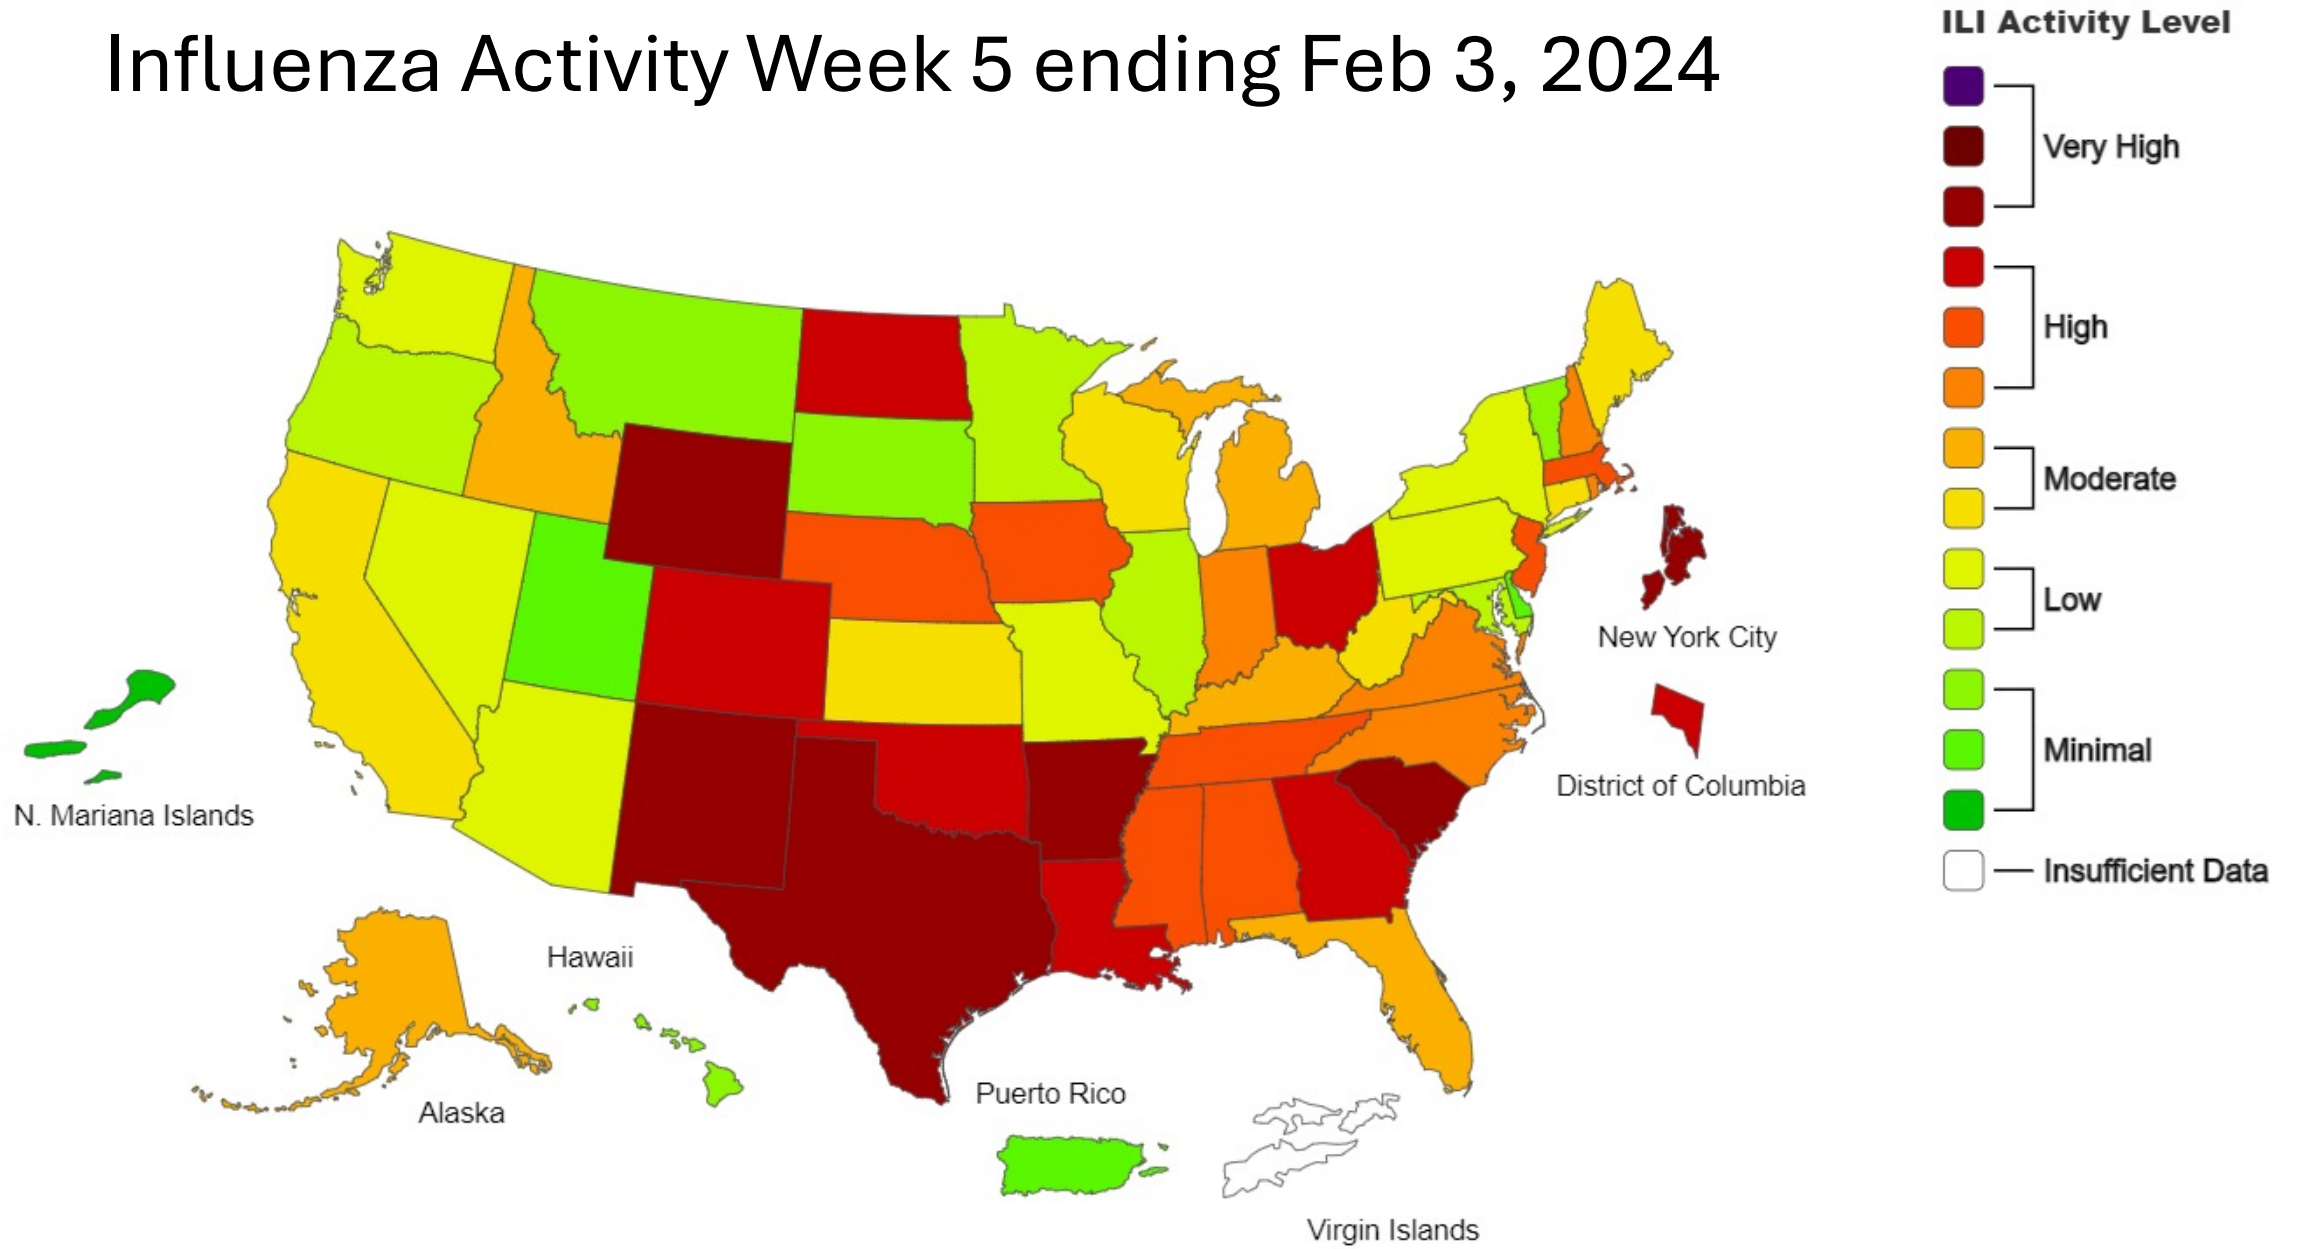 Influenza Activity Week 5 ending Feb 3, 2024
ILI Activity Level
Very High
High
Moderate
Low
Minimal
Insufficient Data
New York City
District of Columbia
N. Mariana Islands
Hawaii
Alaska
Puerto Rico
Virgin Islands